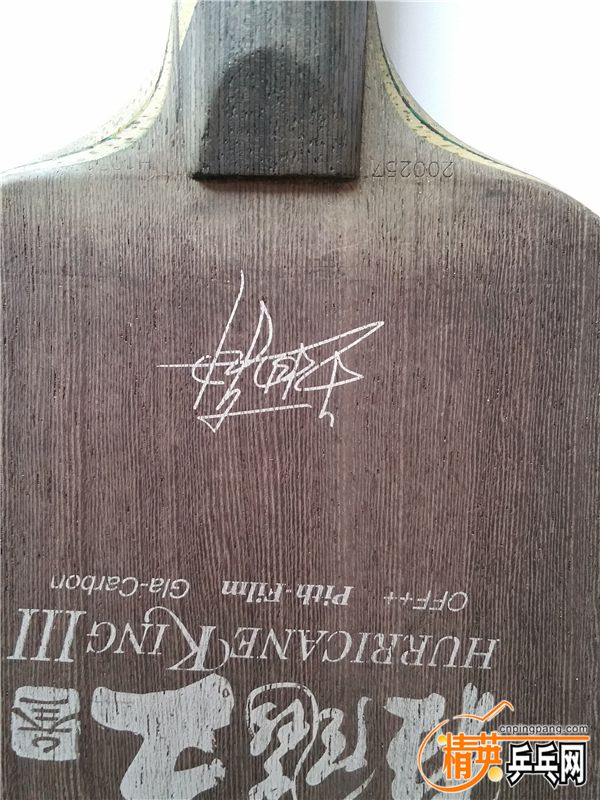 狂飚王
HURRICANE KING III
OFF++ Pith-Film Gla-Carbon
200257
cnpingpang.com
精英乒乓网